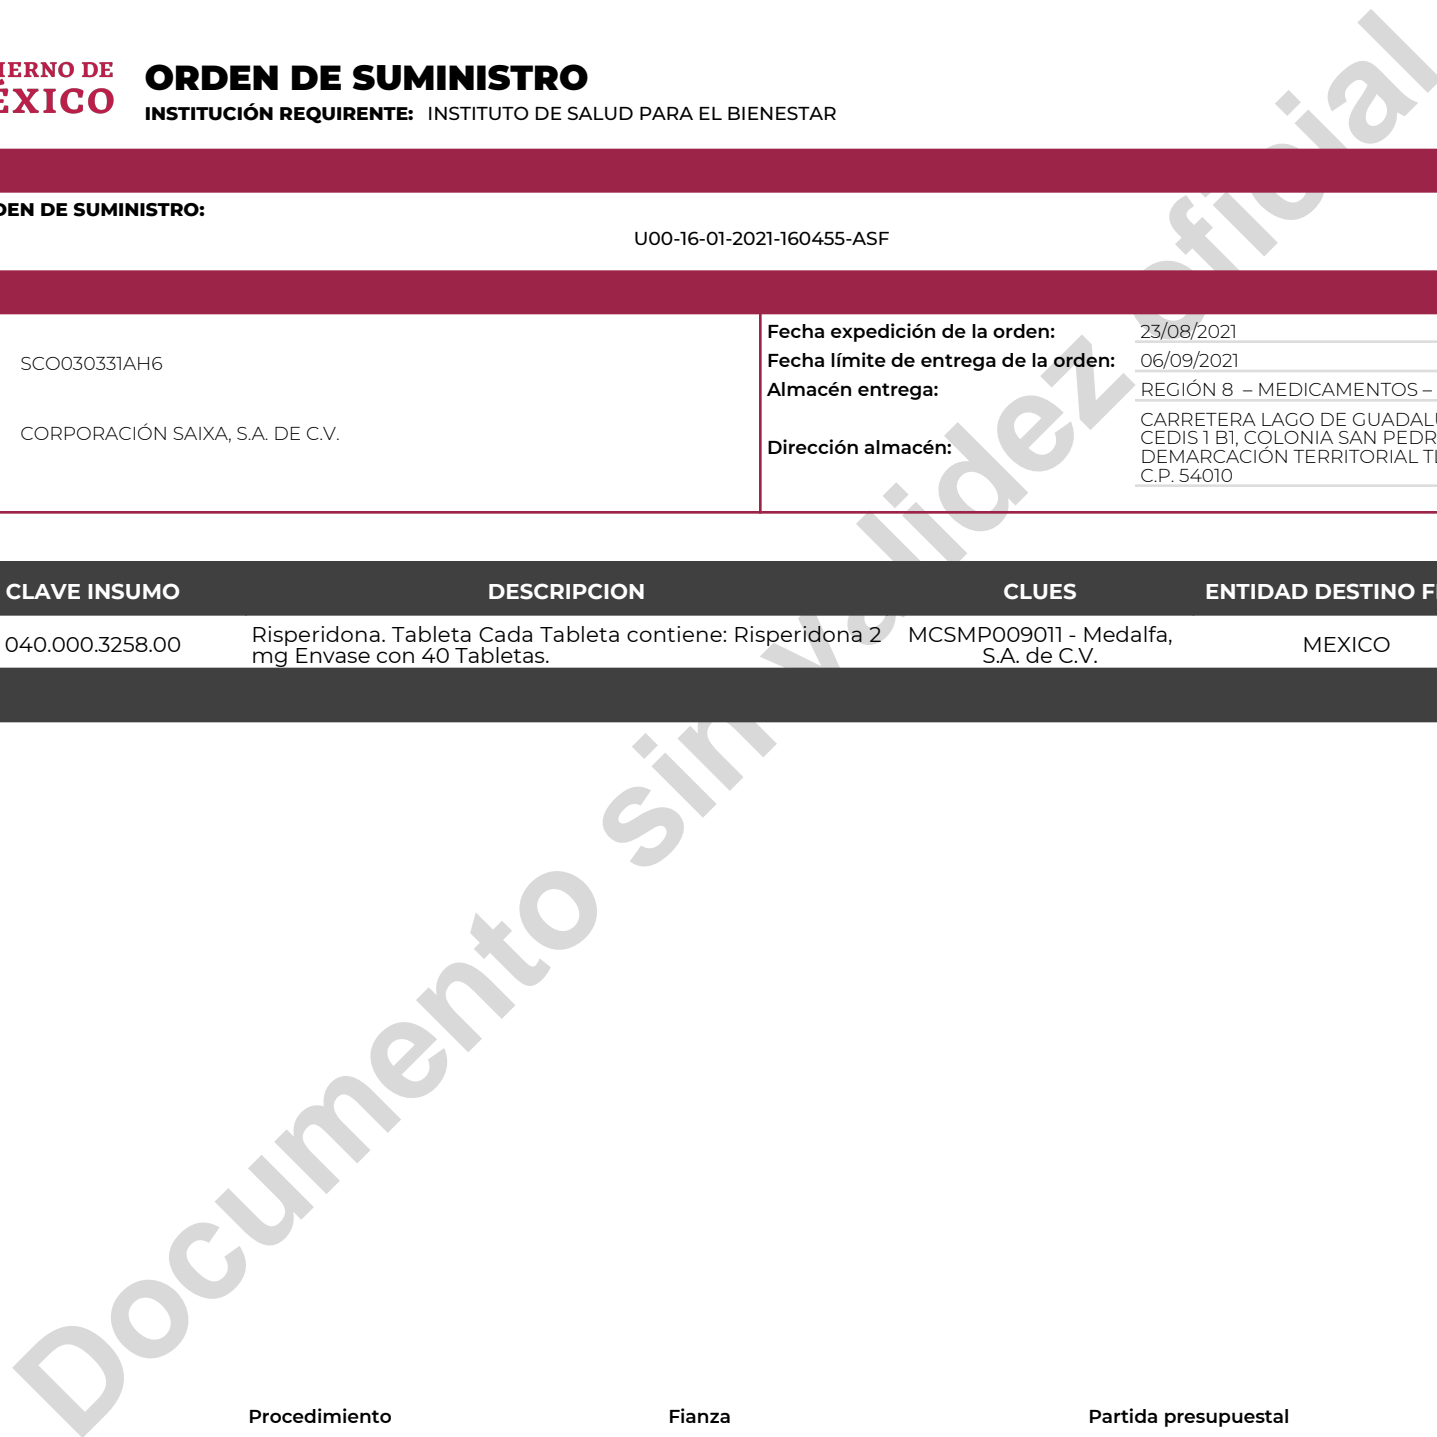 IERNO DE
ÉXICO
ORDEN DE SUMINISTRO
INSTITUCIÓN REQUIRENTE: INSTITUTO DE SALUD PARA EL BIENESTAR
DEN DE SUMINISTRO:
U00-16-01-2021-160455-ASF
SCO030331AH6
CORPORACIÓN SAIXA, S.A. DE C.V.
Fecha expedición de la orden: 23/08/2021
Fecha límite de entrega de la orden: 06/09/2021
Almacén entrega: REGIÓN 8 – MEDICAMENTOS –
Dirección almacén:
CARRETERA LAGO DE GUADALU
CEDIS 1 B1, COLONIA SAN PEDR
DEMARCACIÓN TERRITORIAL TL
C.P. 54010
CLAVE INSUMO DESCRIPCION CLUES ENTIDAD DESTINO F
040.000.3258.00
Risperidona. Tableta Cada Tableta contiene: Risperidona 2
mg Envase con 40 Tabletas.
MCSMP009011 - Medalfa,
S.A. de C.V.
MEXICO
Documento sin validez oficial
Procedimiento Fianza Partida presupuestal